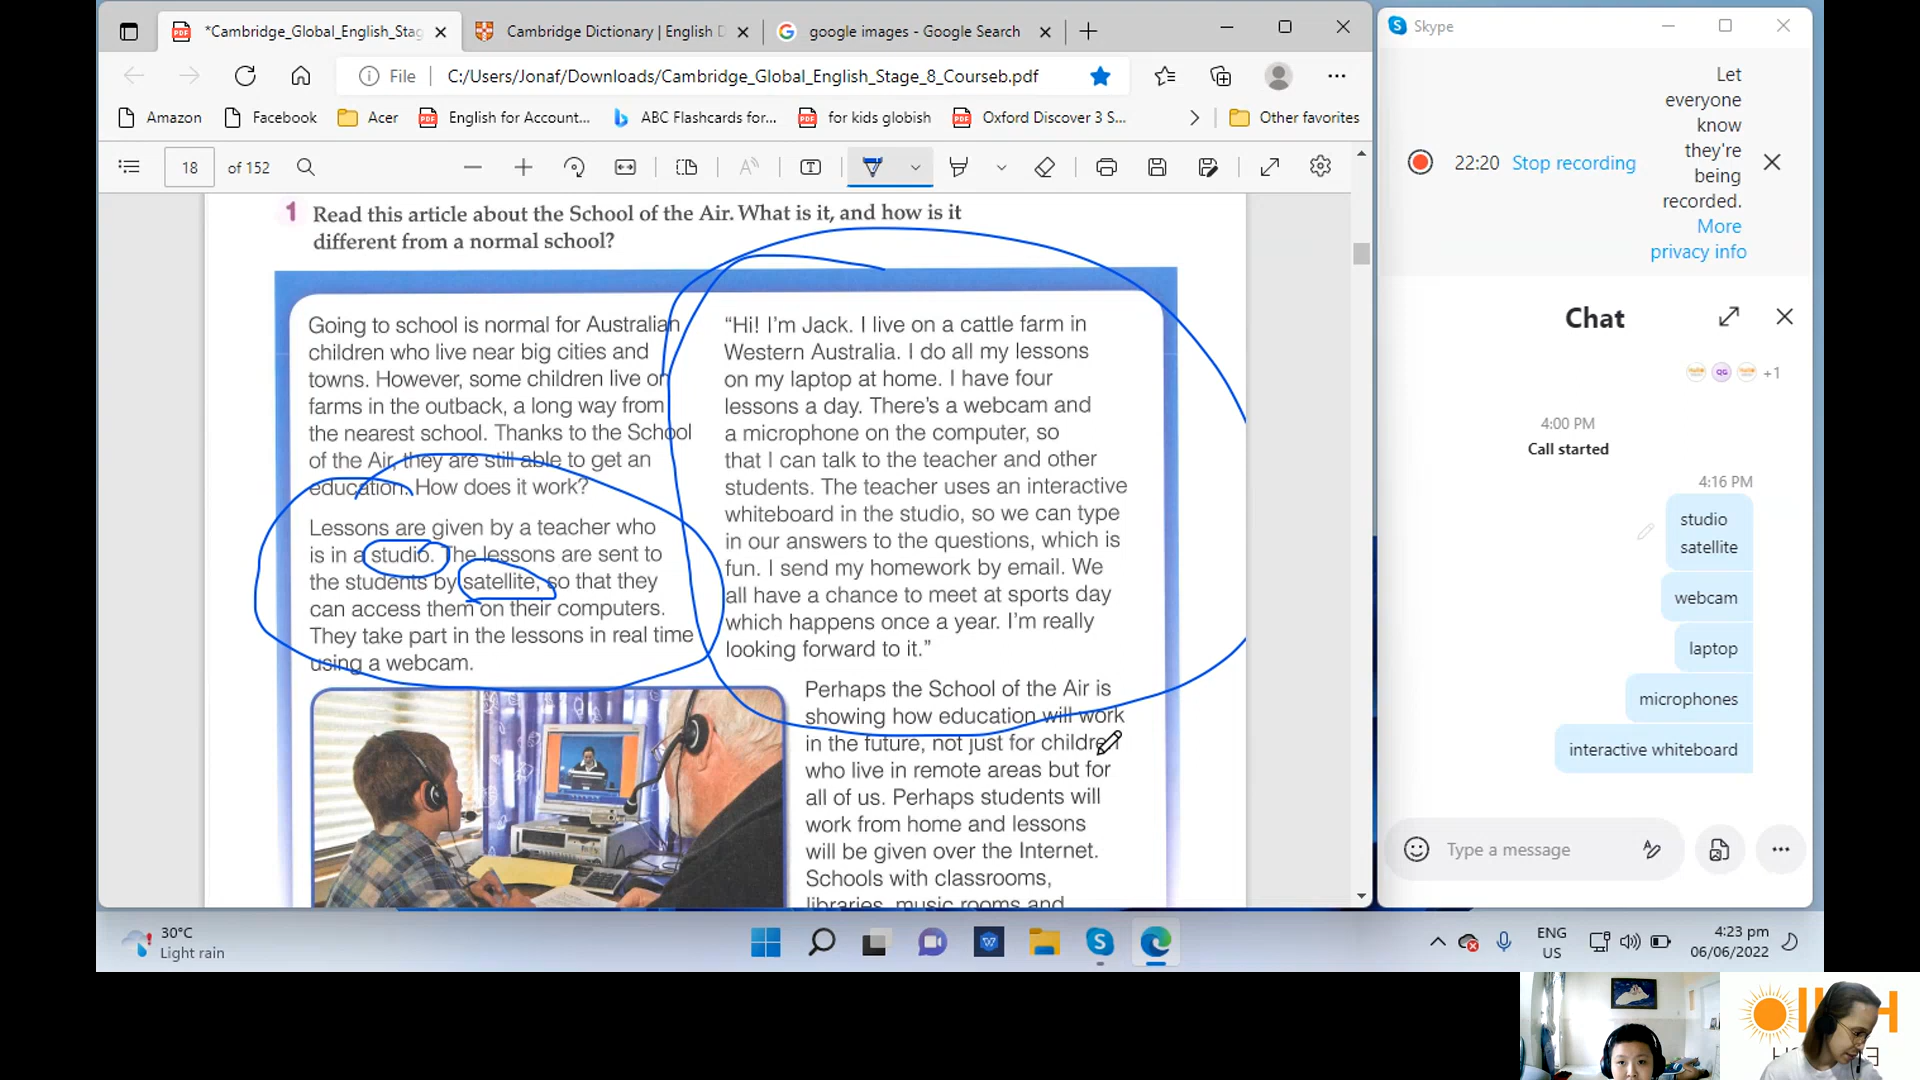 *Cambridge_Global_English_Stag
Cambridge Dictionary | English D
google images - Google Search
File
C:/Users/Jonaf/Downloads/Cambridge_Global_English_Stage_8_Courseb.pdf
Amazon
Facebook
Acer
English for Account...
ABC Flashcards for...
for kids globish
Oxford Discover 3 S...
Other favorites
18
of 152
1 Read this article about the School of the Air. What is it, and how is it
different from a normal school?
Going to school is normal for Australian
children who live near big cities and
towns. However, some children live on
farms in the outback, a long way from
the nearest school. Thanks to the School
of the Air, they are still able to get an
education. How does it work?
Lessons are given by a teacher who
is in a studio. The lessons are sent to
the students by satellite, so that they
can access them on their computers.
They take part in the lessons in real time
using a webcam.
"Hi! I'm Jack. I live on a cattle farm in
Western Australia. I do all my lessons
on my laptop at home. I have four
lessons a day. There's a webcam and
a microphone on the computer, so
that I can talk to the teacher and other
students. The teacher uses an interactive
whiteboard in the studio, so we can type
in our answers to the questions, which is
fun. I send my homework by email. We
all have a chance to meet at sports day
which happens once a year. I'm really
looking forward to it."
Perhaps the School of the Air is
showing how education will work
in the future, not just for children
who live in remote areas but for
all of us. Perhaps students will
work from home and lessons
will be given over the Internet.
Schools with classrooms,
libraries, music rooms and
Skype
22:20
Stop recording
Let
everyone
know
they're
being
recorded.
More
privacy info
Chat
QG
+1
4:00 PM
Call started
4:16 PM
studio
satellite
webcam
laptop
microphones
interactive whiteboard
Type a message
30°C
Light rain
ENG
US
4:23 pm
06/06/2022